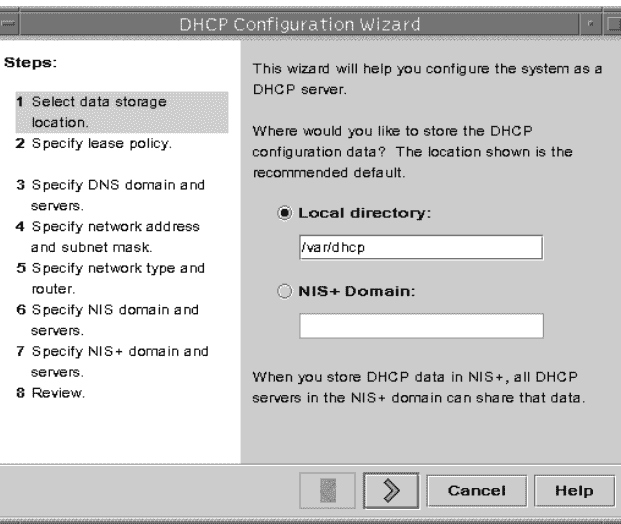 DHCP Configuration Wizard
Steps:
1 Select data storage
location.
2 Specify lease policy.
3 Specify DNS domain and
servers.
4 Specify network address
and subnet mask.
5 Specify network type and
router.
6 Specify NIS domain and
servers.
7 Specify NIS+ domain and
servers.
8 Review.
This wizard will help you configure the system as a
DHCP server.
Where would you like to store the DHCP
configuration data? The location shown is the
recommended default.
Local directory:
/var/dhcp
NIS+ Domain:
When you store DHCP data in NIS+, all DHCP
servers in the NIS+ domain can share that data.
Cancel
Help